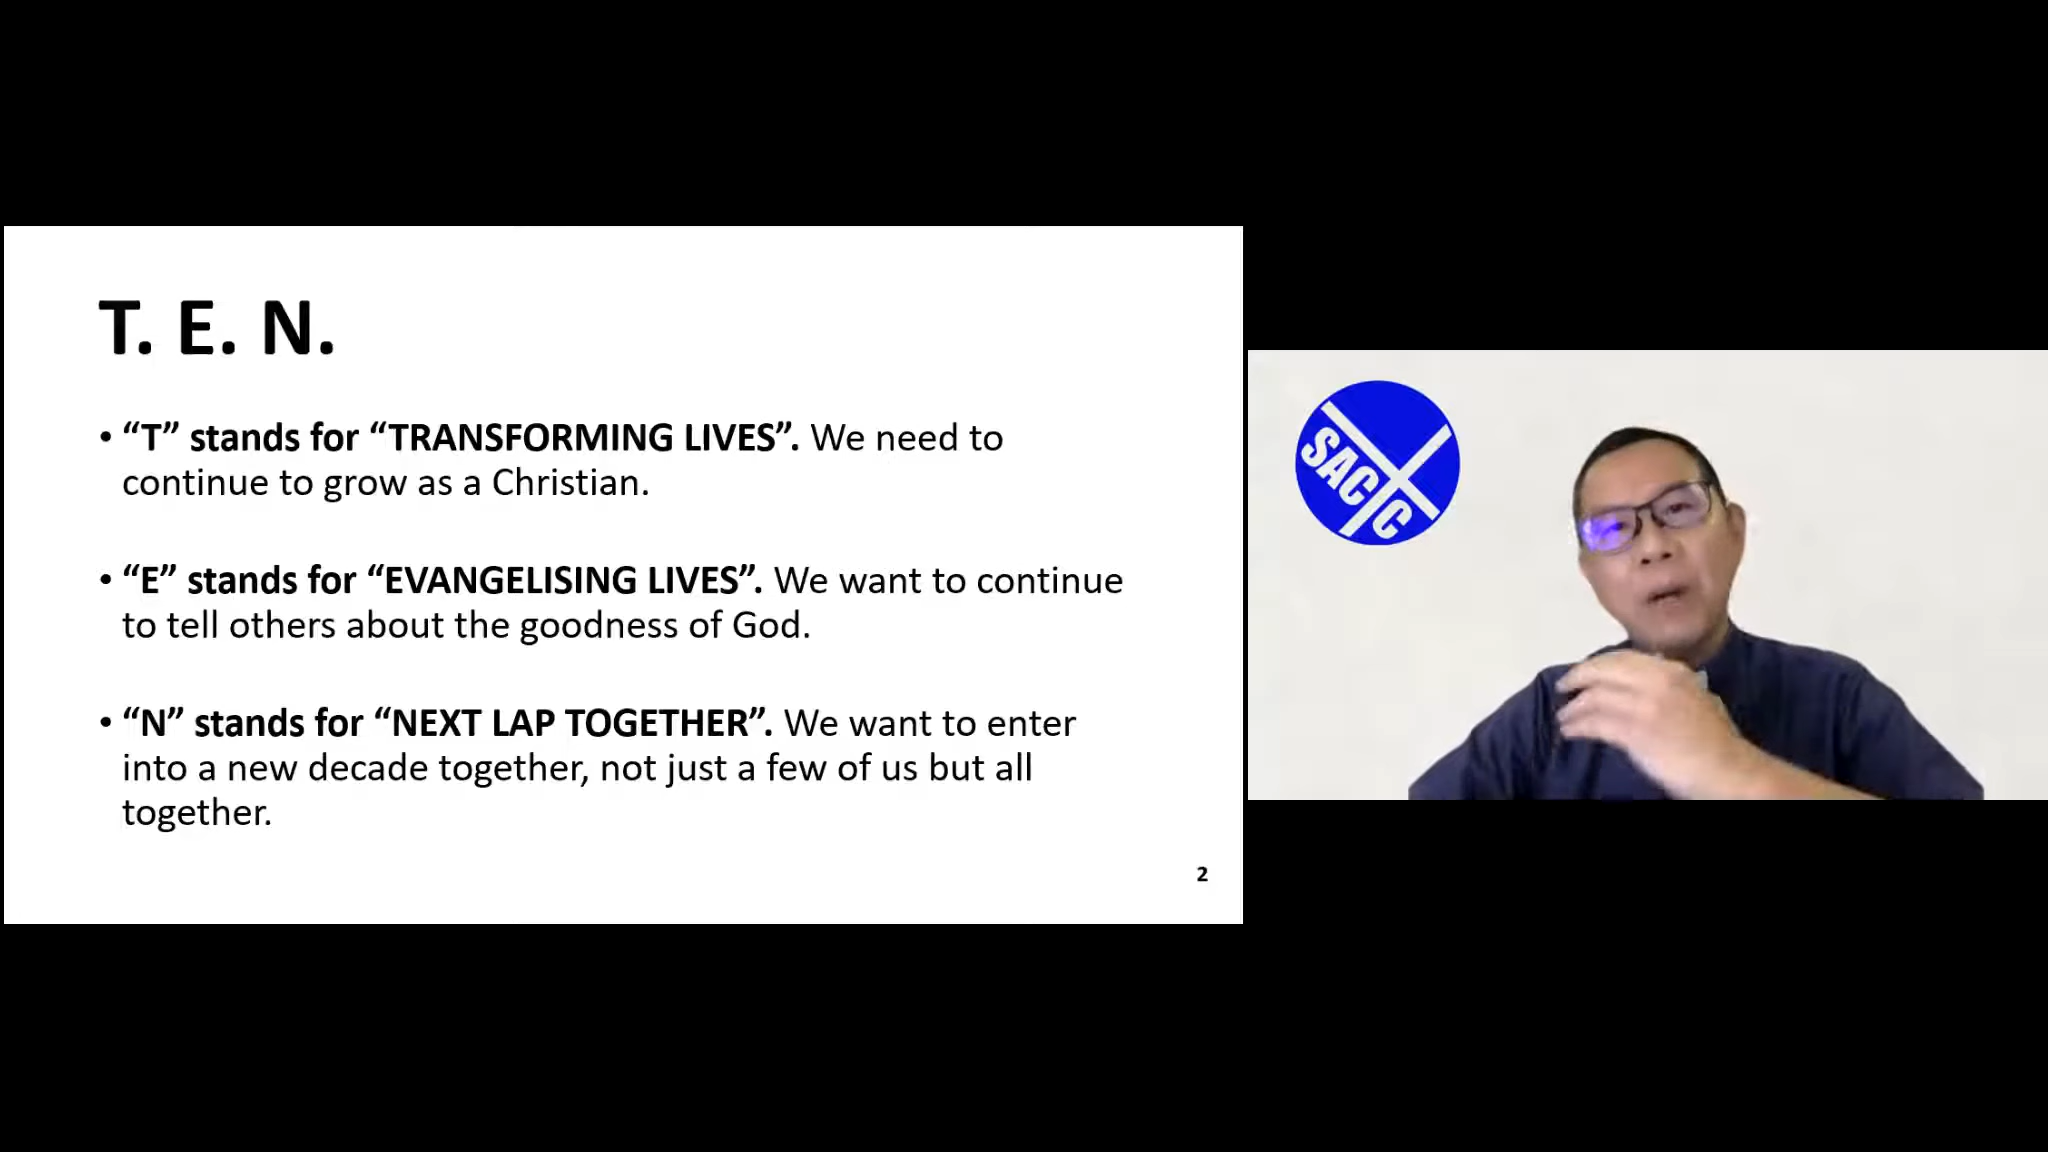 T. E. N.
• “T” stands for “TRANSFORMING LIVES”. We need to
continue to grow as a Christian.
• “E” stands for “EVANGELISING LIVES”. We want to continue
to tell others about the goodness of God.
• “N” stands for “NEXT LAP TOGETHER”. We want to enter
into a new decade together, not just a few of us but all
together.
2
SAC C